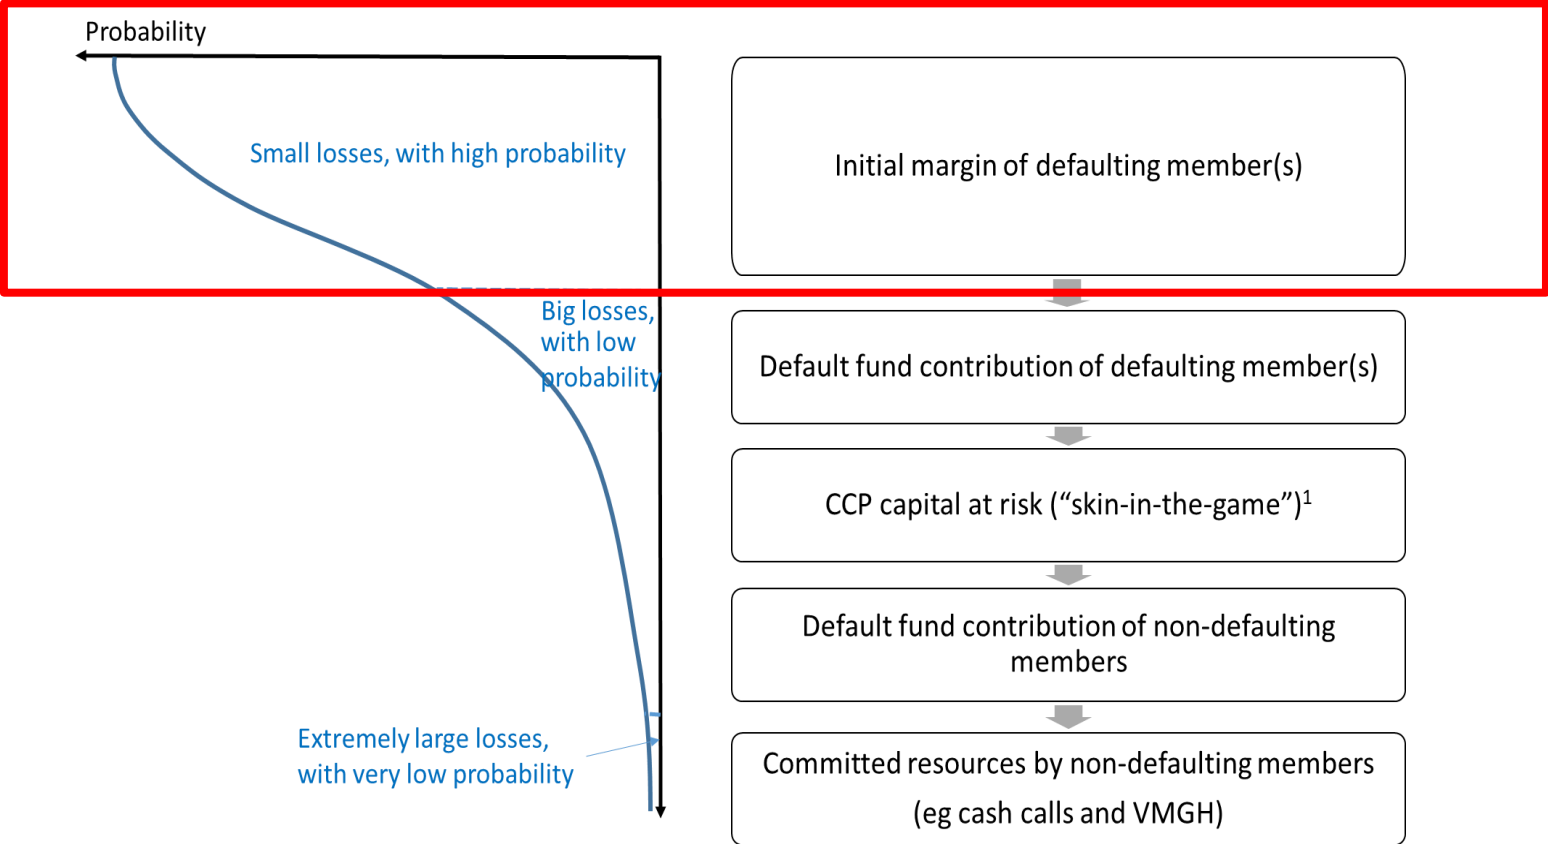 Probability
Small losses, with high probability
Initial margin of defaulting member(s)
Big losses,
with low
probability
Default fund contribution of defaulting member(s)
CCP capital at risk (“skin-in-the-game”)¹
Default fund contribution of non-defaulting
members
Extremely large losses,
with very low probability
Committed resources by non-defaulting members
(eg cash calls and VMGH)